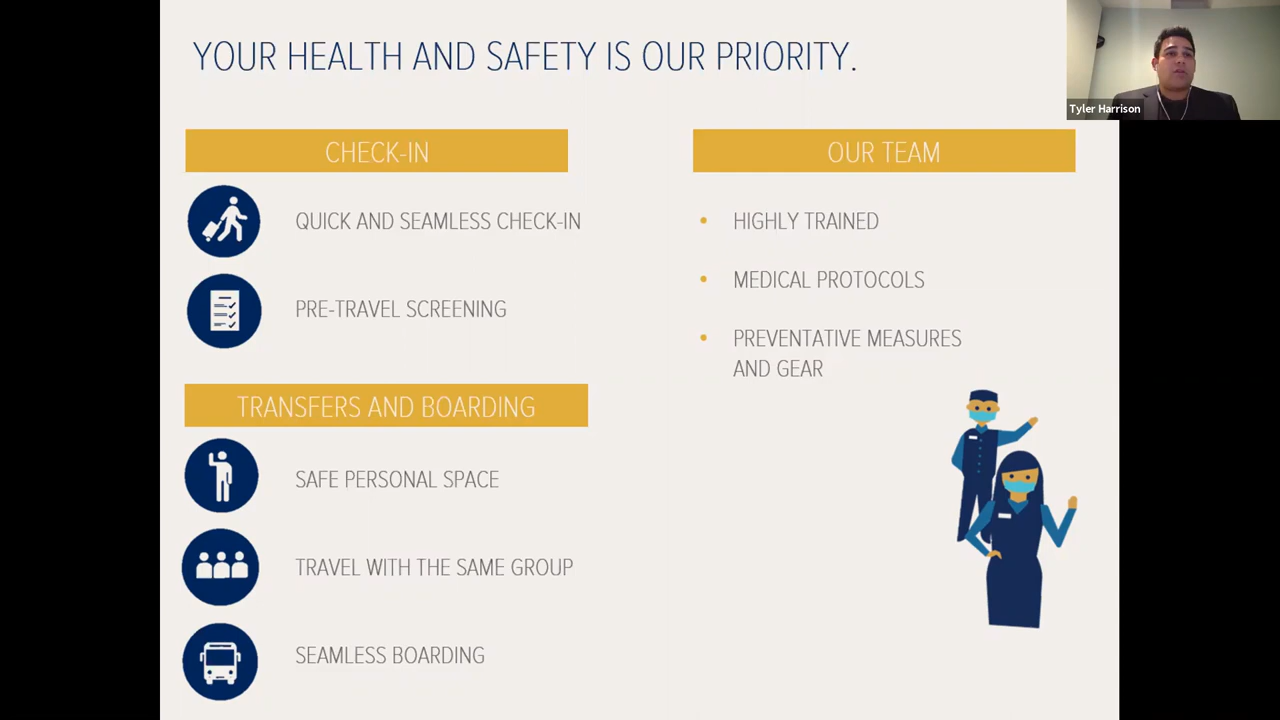 YOUR HEALTH AND SAFETY IS OUR PRIORITY.
Tyler Harrison
CHECK-IN
QUICK AND SEAMLESS CHECK-IN
PRE-TRAVEL SCREENING
TRANSFERS AND BOARDING
SAFE PERSONAL SPACE
TRAVEL WITH THE SAME GROUP
SEAMLESS BOARDING
OUR TEAM
• HIGHLY TRAINED
• MEDICAL PROTOCOLS
• PREVENTATIVE MEASURES
AND GEAR